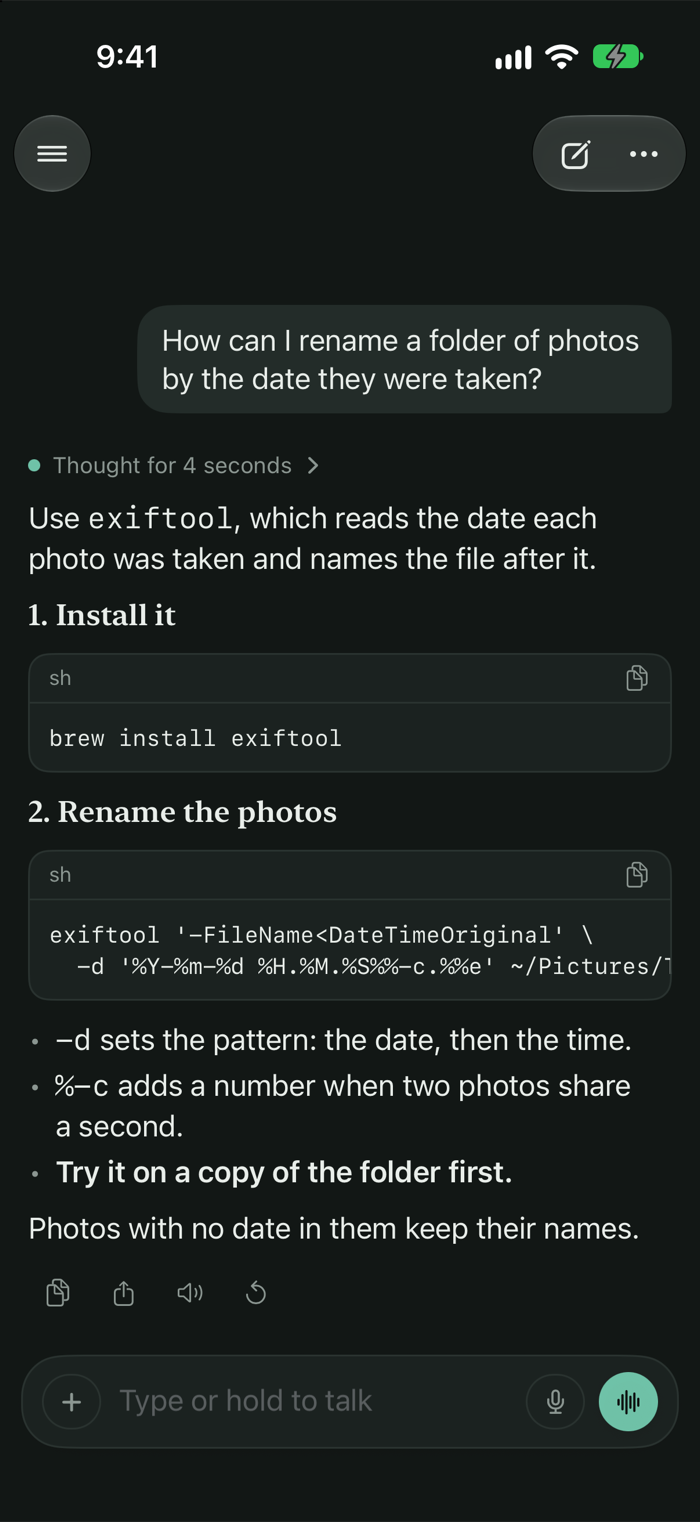 9:41
How can I rename a folder of photos
by the date they were taken?
Thought for 4 seconds
Use exiftool, which reads the date each
photo was taken and names the file after it.
1. Install it
sh
brew install exiftool
2. Rename the photos
sh
exiftool '-FileName<DateTimeOriginal' \
-d '%Y-%m-%d %H.%M.%S%%-c.%%e' ~/Pictures/
• -d sets the pattern: the date, then the time.
• %-c adds a number when two photos share
a second.
• Try it on a copy of the folder first.
Photos with no date in them keep their names.
Type or hold to talk